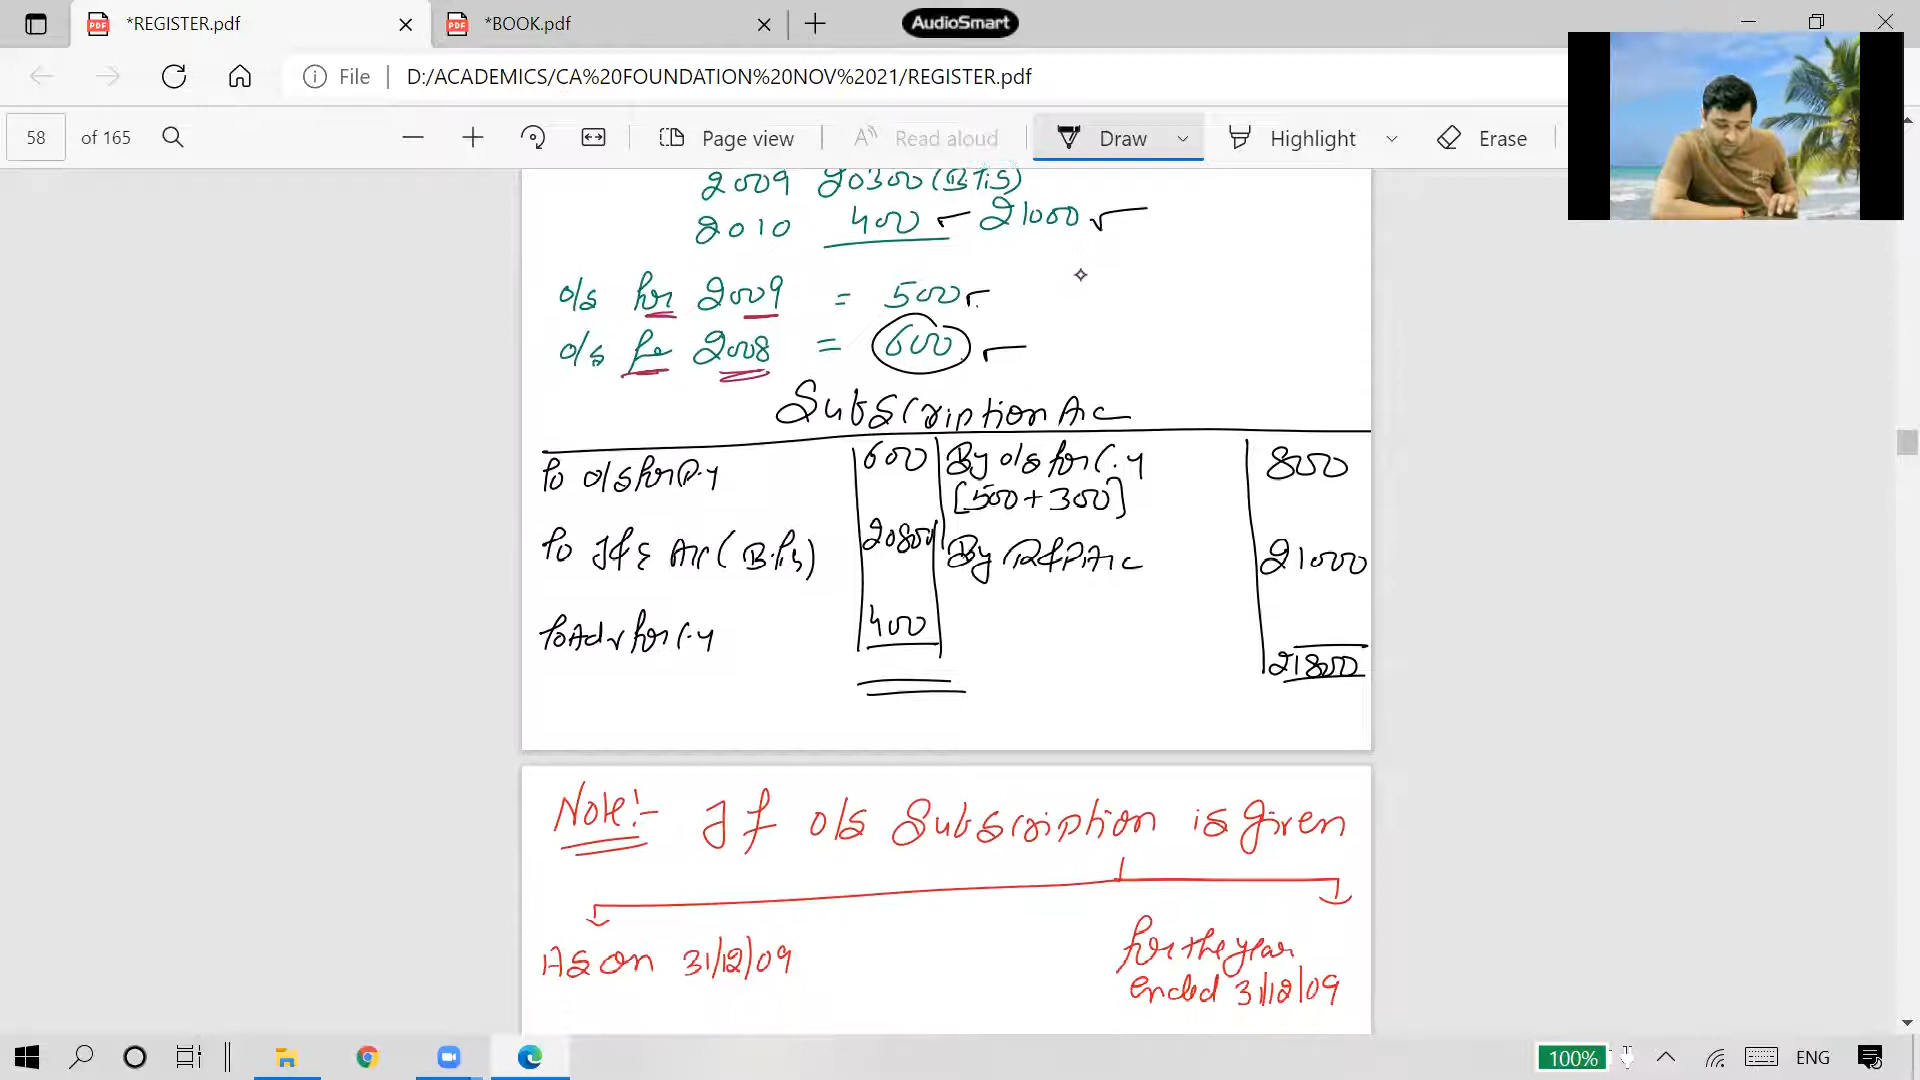 *REGISTER.pdf
*BOOK.pdf
AudioSmart
File
D:/ACADEMICS/CA%20FOUNDATION%20NOV%2021/REGISTER.pdf
58 of 165
Page view
Read aloud
Draw
Highlight
Erase
2009 20300 (B.F.S)
2010 400 21000
o/s for 2009 = 500
o/s for 2008 = 600
Subscription A/c
To o/s for P.Y 600 By o/s for C.Y 800
[500 + 300]
To I & E A/c (B.F.S) 20800 By R & P A/c 21000
To Adv for C.Y 400
21800
Note:- If o/s Subscription is given
As on 31/12/09
for the year
ended 31/12/09
100%
ENG